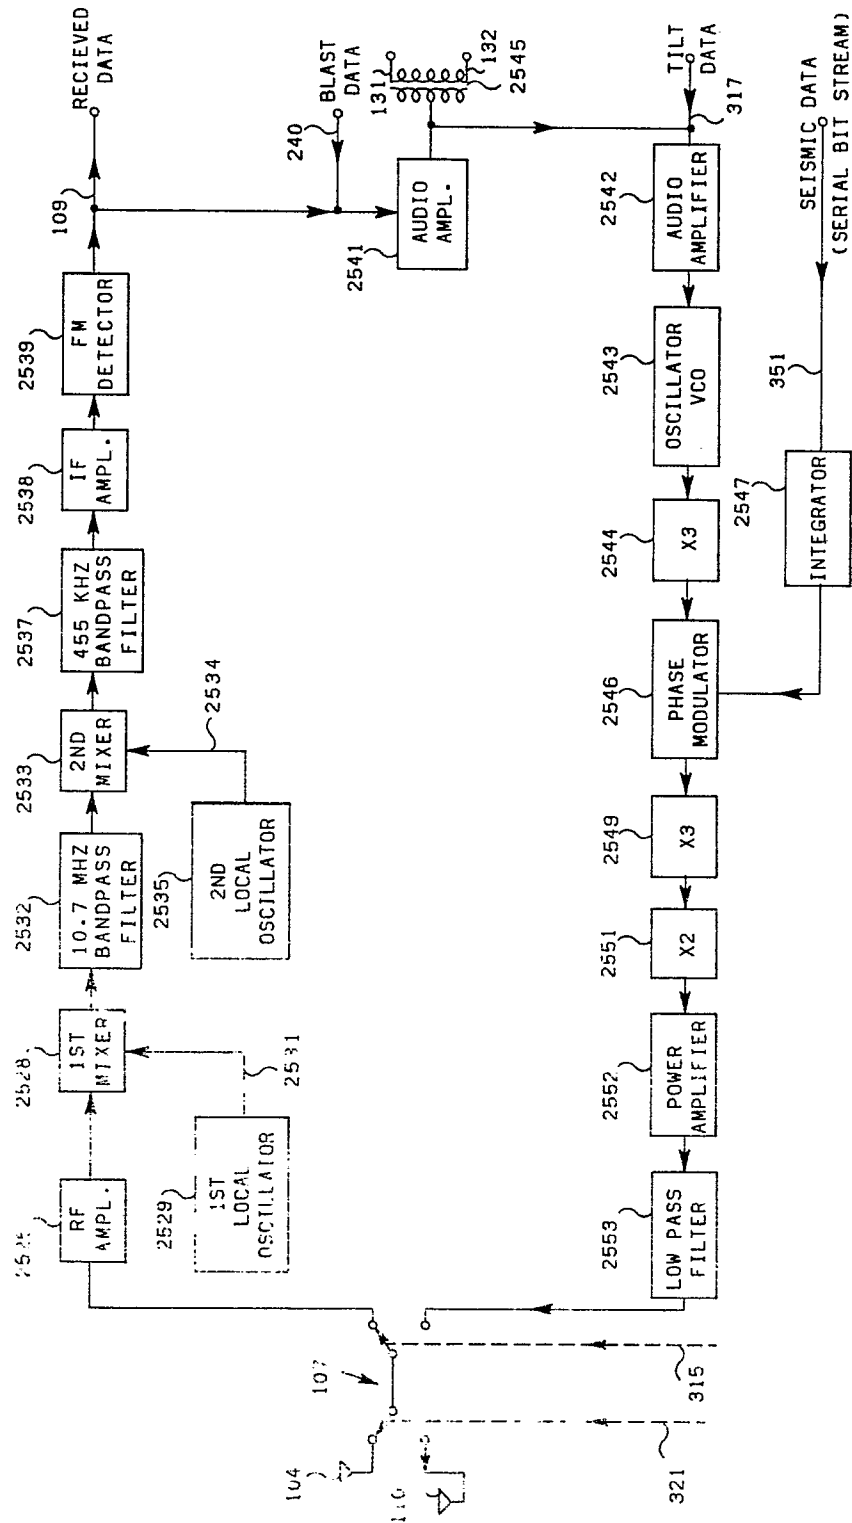 RECIEVED
DATA
109
2539
FM
DETECTOR
2538
IF
AMPL.
2537
455 KHZ
BANDPASS
FILTER
2533
2ND
MIXER
2534
2532
10.7 MHZ
BANDPASS
FILTER
2535
2ND
LOCAL
OSCILLATOR
2528
1ST
MIXER
2531
RF
AMPL.
2529
1ST
LOCAL
OSCILLATOR
BLAST
DATA
240
131
132
2545
2541
AUDIO
AMPL.
TILT
DATA
317
2542
AUDIO
AMPLIFIER
2543
OSCILLATOR
VCO
2544
X3
2546
PHASE
MODULATOR
2549
X3
2551
X2
2552
POWER
AMPLIFIER
2553
LOW PASS
FILTER
SEISMIC DATA
(SERIAL BIT STREAM)
351
2547
INTEGRATOR
107
104
110
315
321